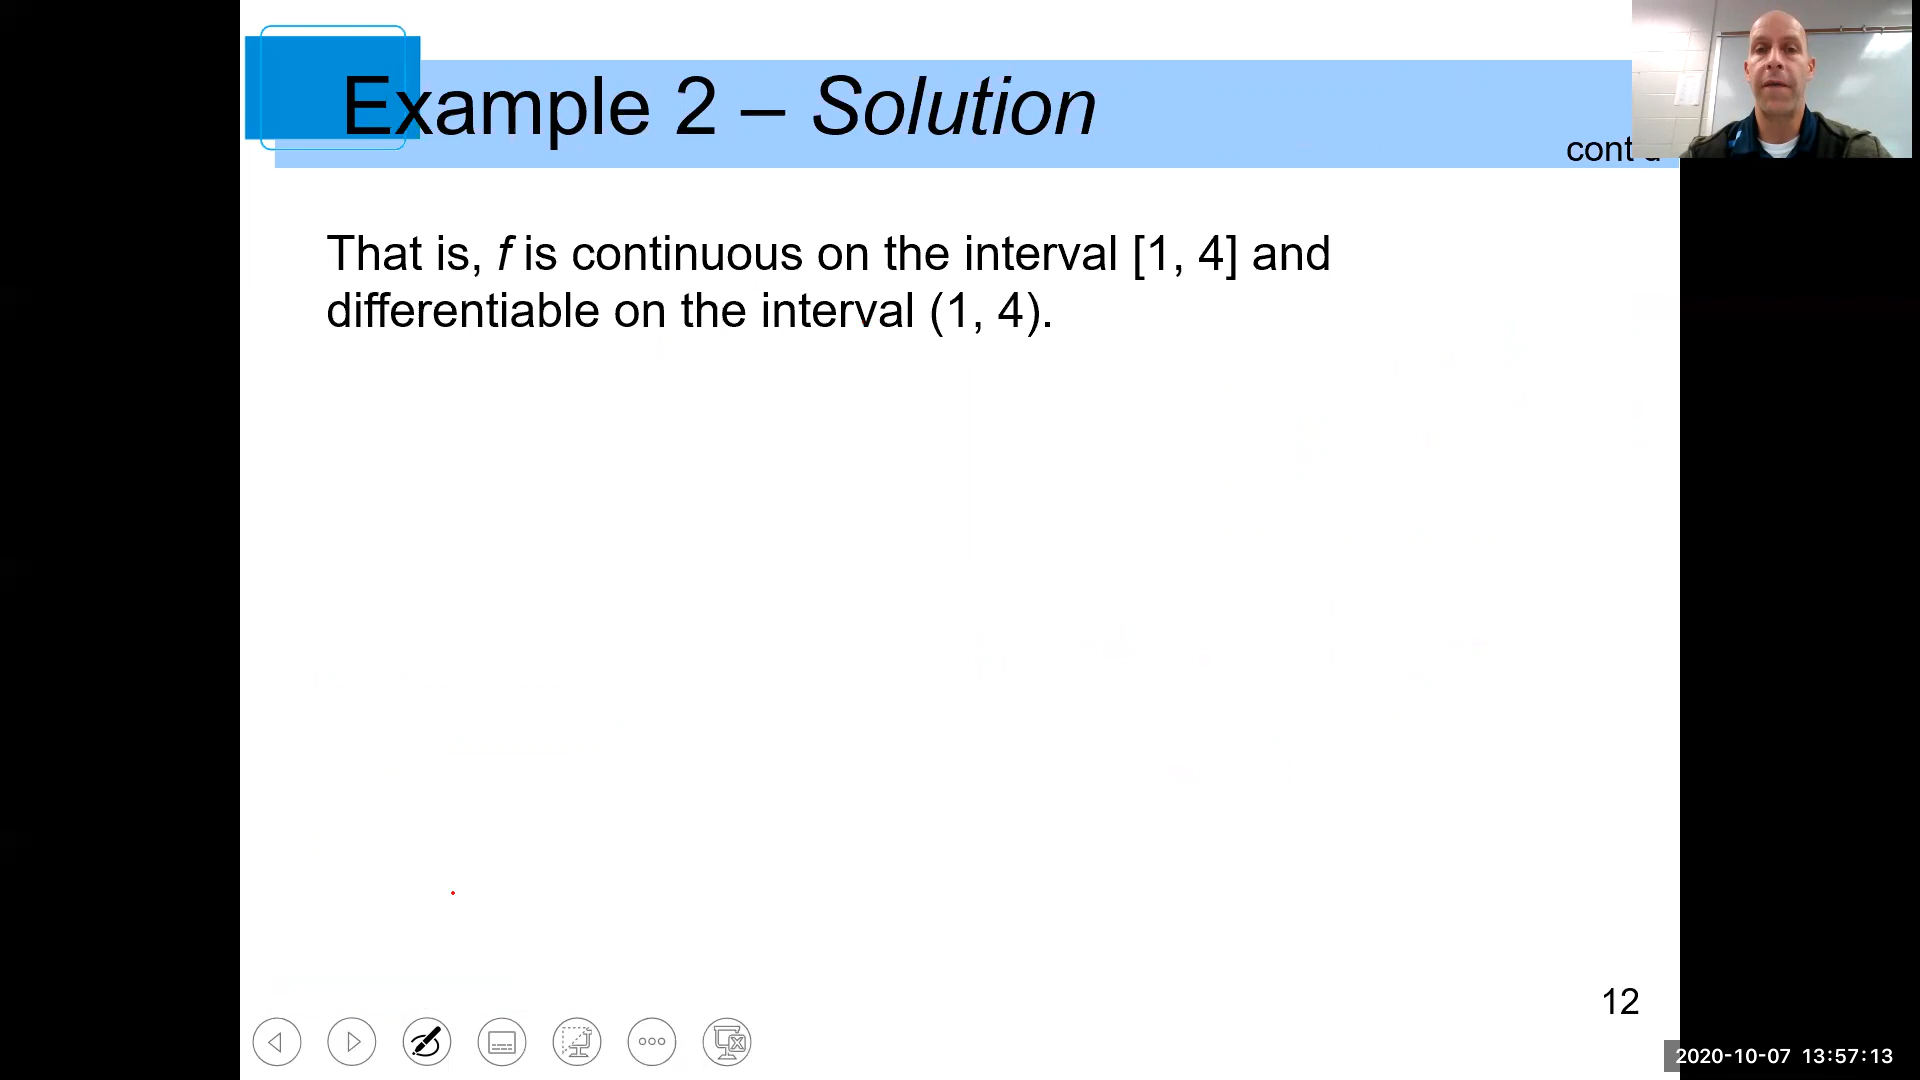 Example 2 – Solution
cont
That is, f is continuous on the interval [1, 4] and
differentiable on the interval (1, 4).
12
2020-10-07 13:57:13